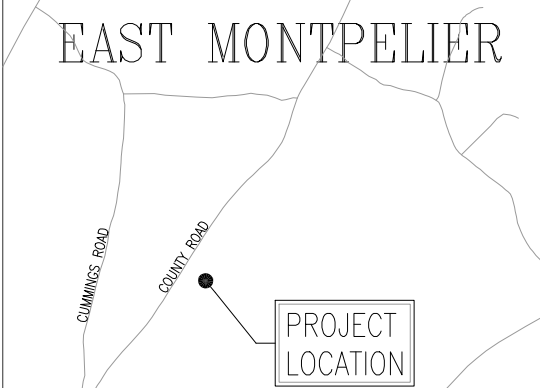 EAST MONTPELIER
CUMMINGS ROAD
COUNTY ROAD
PROJECT
LOCATION